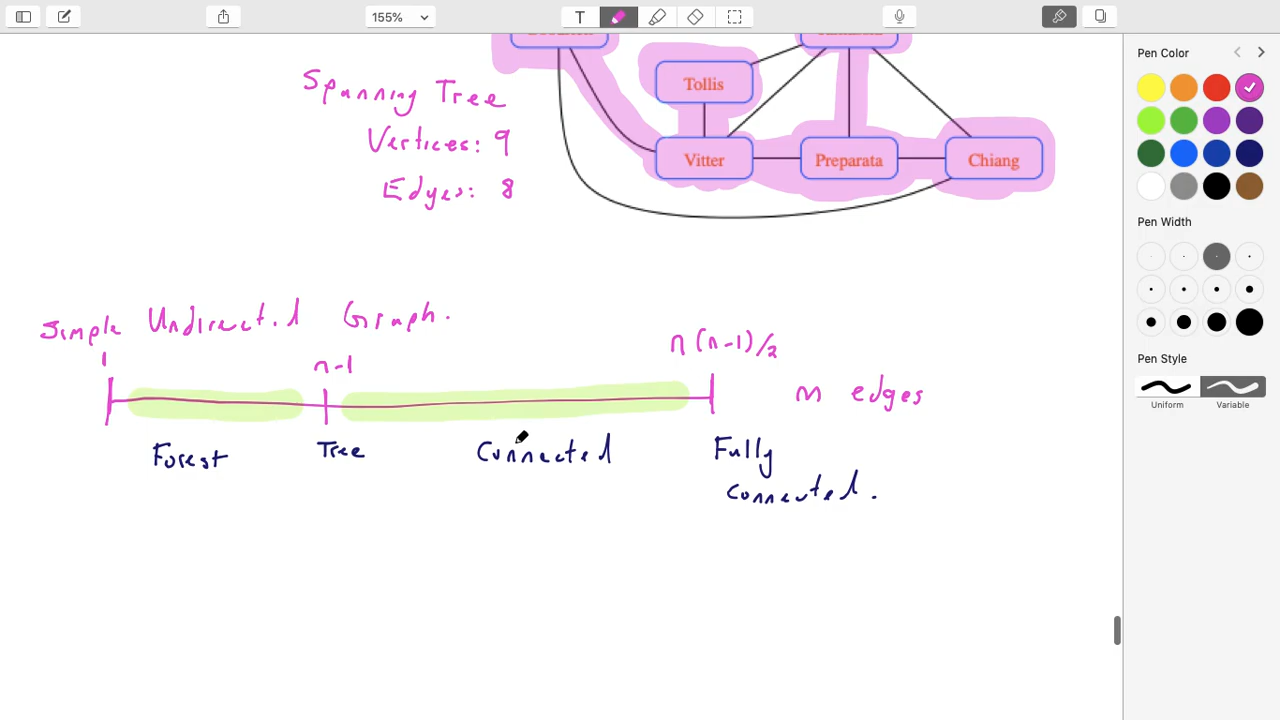 155%
T
Pen Color
Tollis
Spanning Tree
Vertices: 9
Edges: 8
Vitter
Preparata
Chiang
Pen Width
Simple Undirected Graph.
1
n-1
n(n-1)/2
m edges
Forest
Tree
Connected
Fully
connected.
Pen Style
Uniform
Variable